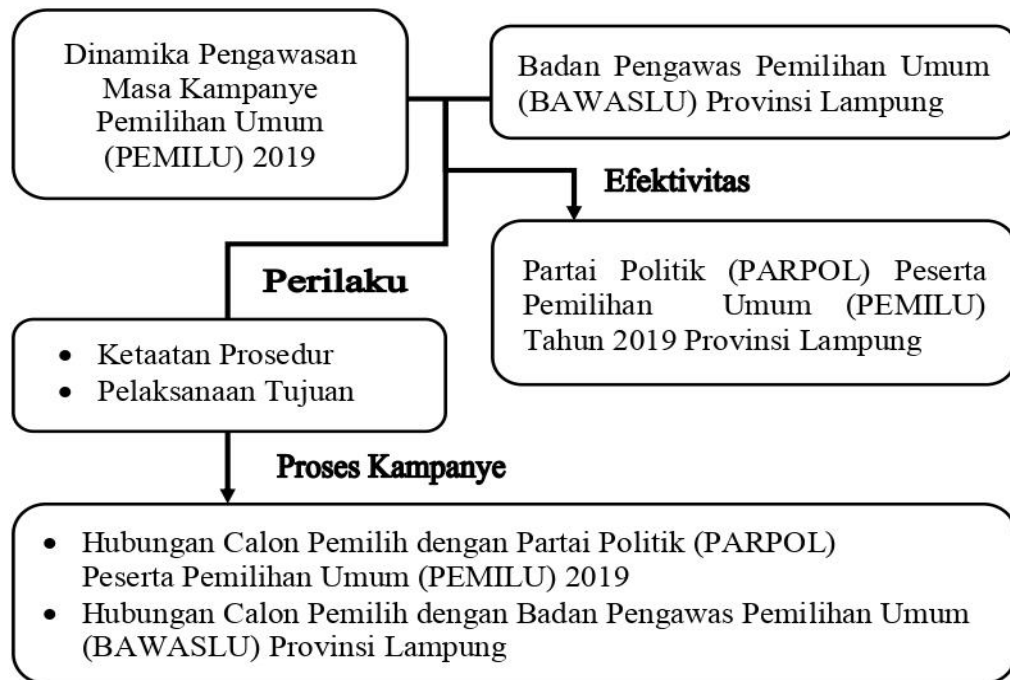 Dinamika Pengawasan
Masa Kampanye
Pemilihan Umum
(PEMILU) 2019
Badan Pengawas Pemilihan Umum
(BAWASLU) Provinsi Lampung
Efektivitas
Partai Politik (PARPOL) Peserta
Pemilihan Umum (PEMILU)
Tahun 2019 Provinsi Lampung
Perilaku
• Ketaatan Prosedur
• Pelaksanaan Tujuan
Proses Kampanye
• Hubungan Calon Pemilih dengan Partai Politik (PARPOL)
Peserta Pemilihan Umum (PEMILU) 2019
• Hubungan Calon Pemilih dengan Badan Pengawas Pemilihan Umum
(BAWASLU) Provinsi Lampung